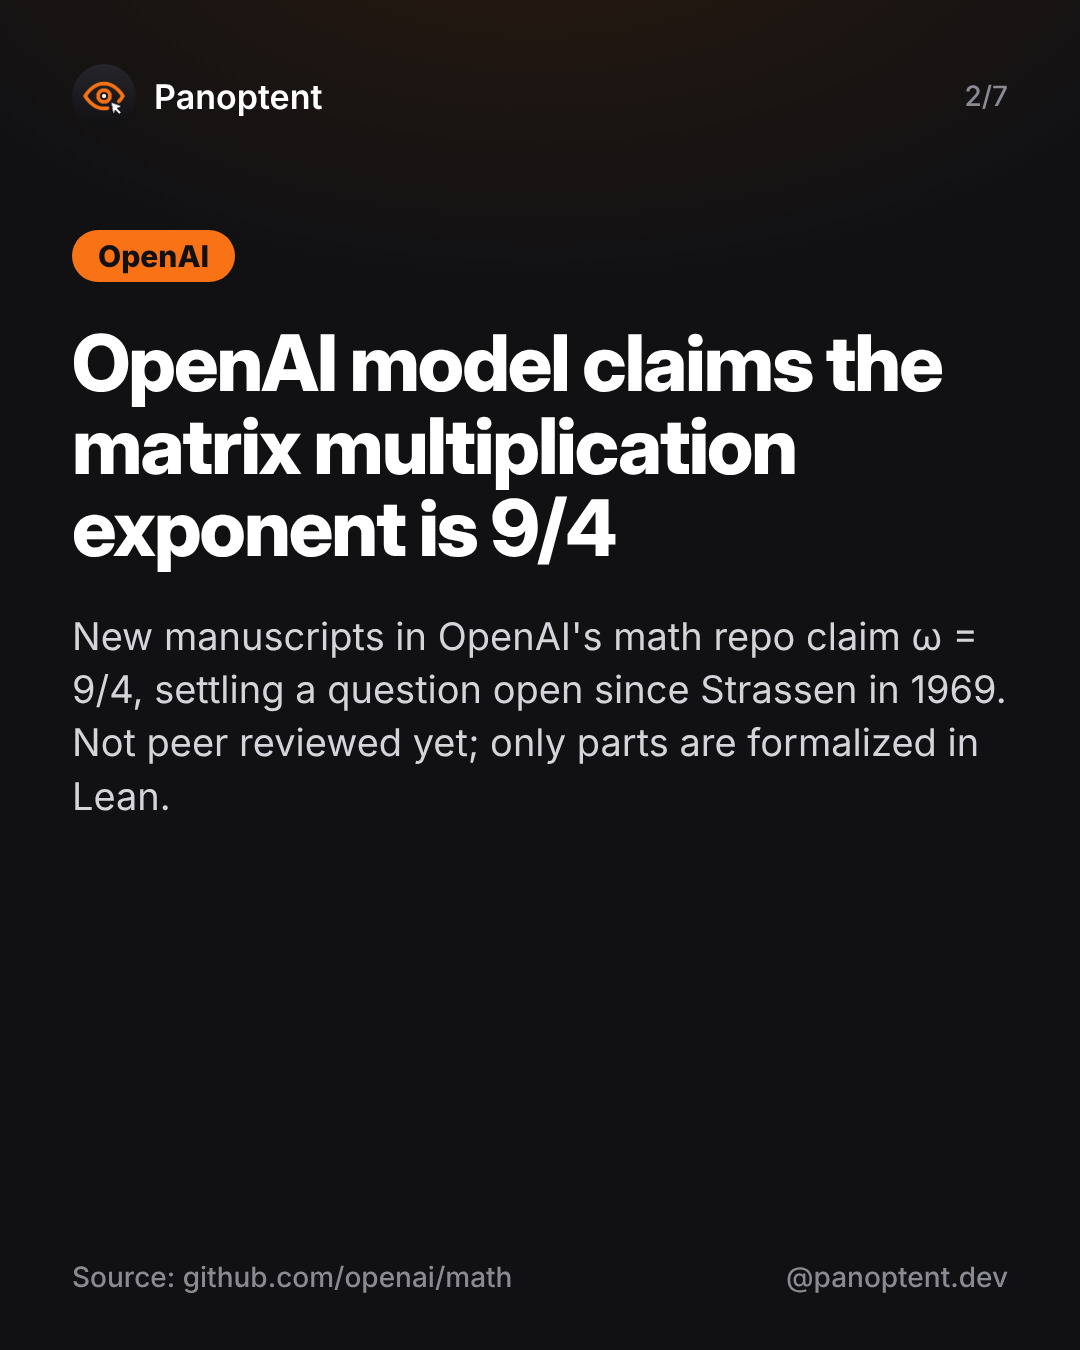 Panoptent
2/7
OpenAI
OpenAI model claims the
matrix multiplication
exponent is 9/4
New manuscripts in OpenAI's math repo claim ω =
9/4, settling a question open since Strassen in 1969.
Not peer reviewed yet; only parts are formalized in
Lean.
Source: github.com/openai/math
@panoptent.dev